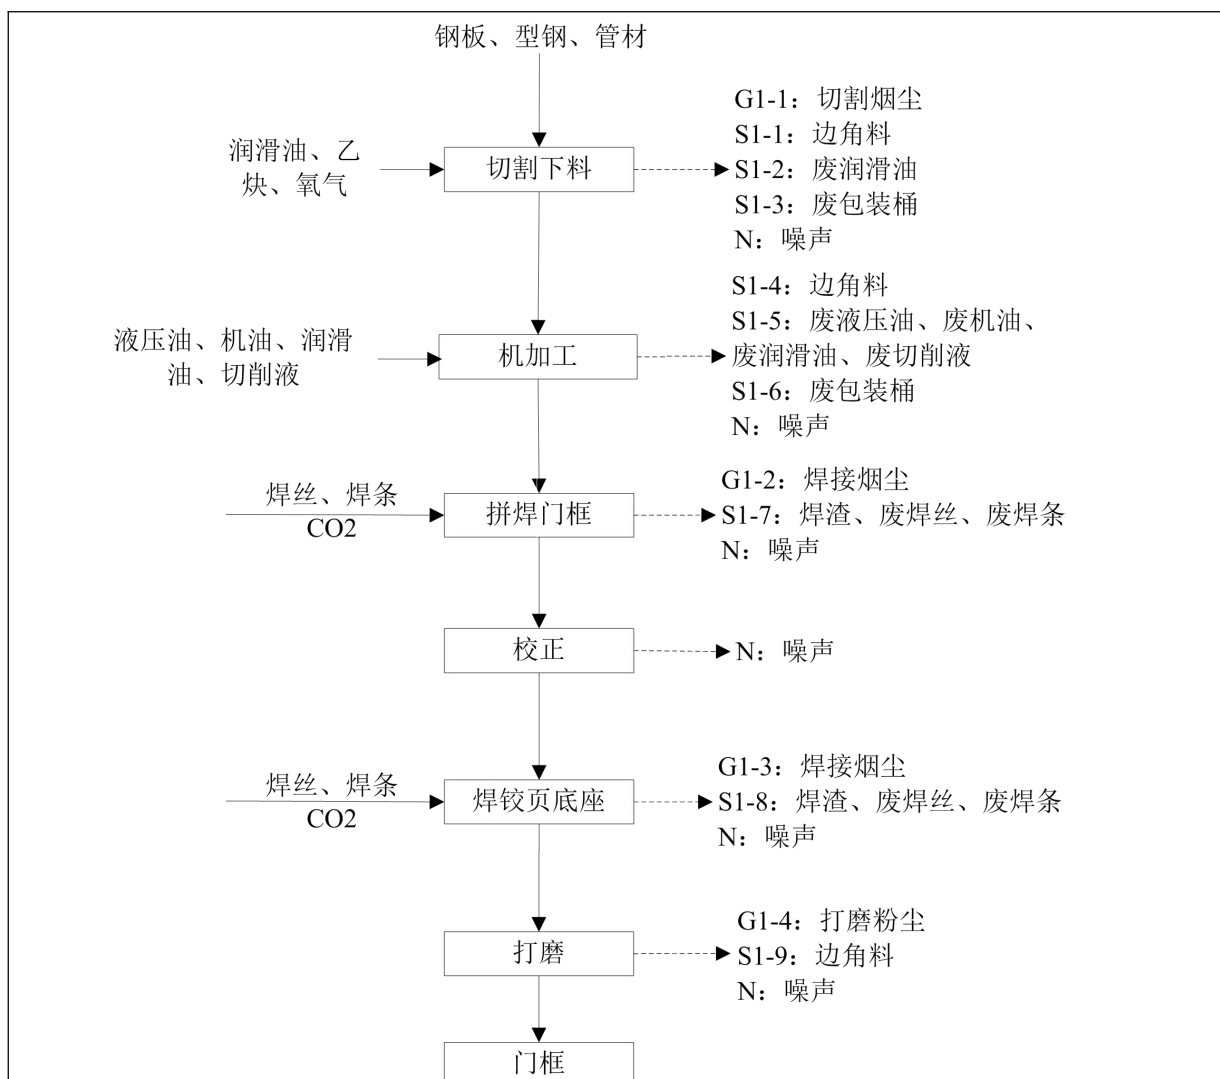 钢板、型钢、管材
润滑油、乙
炔、氧气
切割下料
G1-1：切割烟尘
S1-1：边角料
S1-2：废润滑油
S1-3：废包装桶
N：噪声
液压油、机油、润滑
油、切削液
机加工
S1-4：边角料
S1-5：废液压油、废机油、
废润滑油、废切削液
S1-6：废包装桶
N：噪声
焊丝、焊条
CO2
拼焊门框
G1-2：焊接烟尘
S1-7：焊渣、废焊丝、废焊条
N：噪声
校正
N：噪声
焊丝、焊条
CO2
焊铰页底座
G1-3：焊接烟尘
S1-8：焊渣、废焊丝、废焊条
N：噪声
打磨
G1-4：打磨粉尘
S1-9：边角料
N：噪声
门框